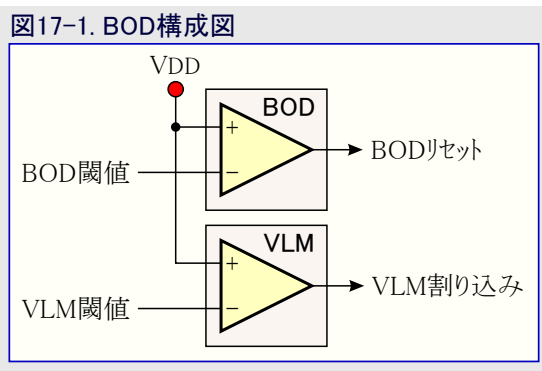 図17-1. BOD構成図
VDD
BOD
+
BOD閾値
−
BODリセット
VLM
+
VLM閾値
−
VLM割り込み